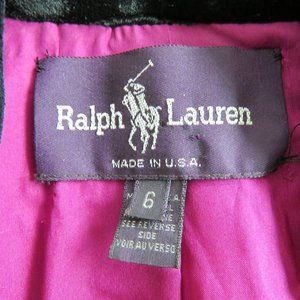 Ralph Lauren
MADE IN U.S.A.
6
SEE REVERSE
SIDE
VOIR AU VERSO